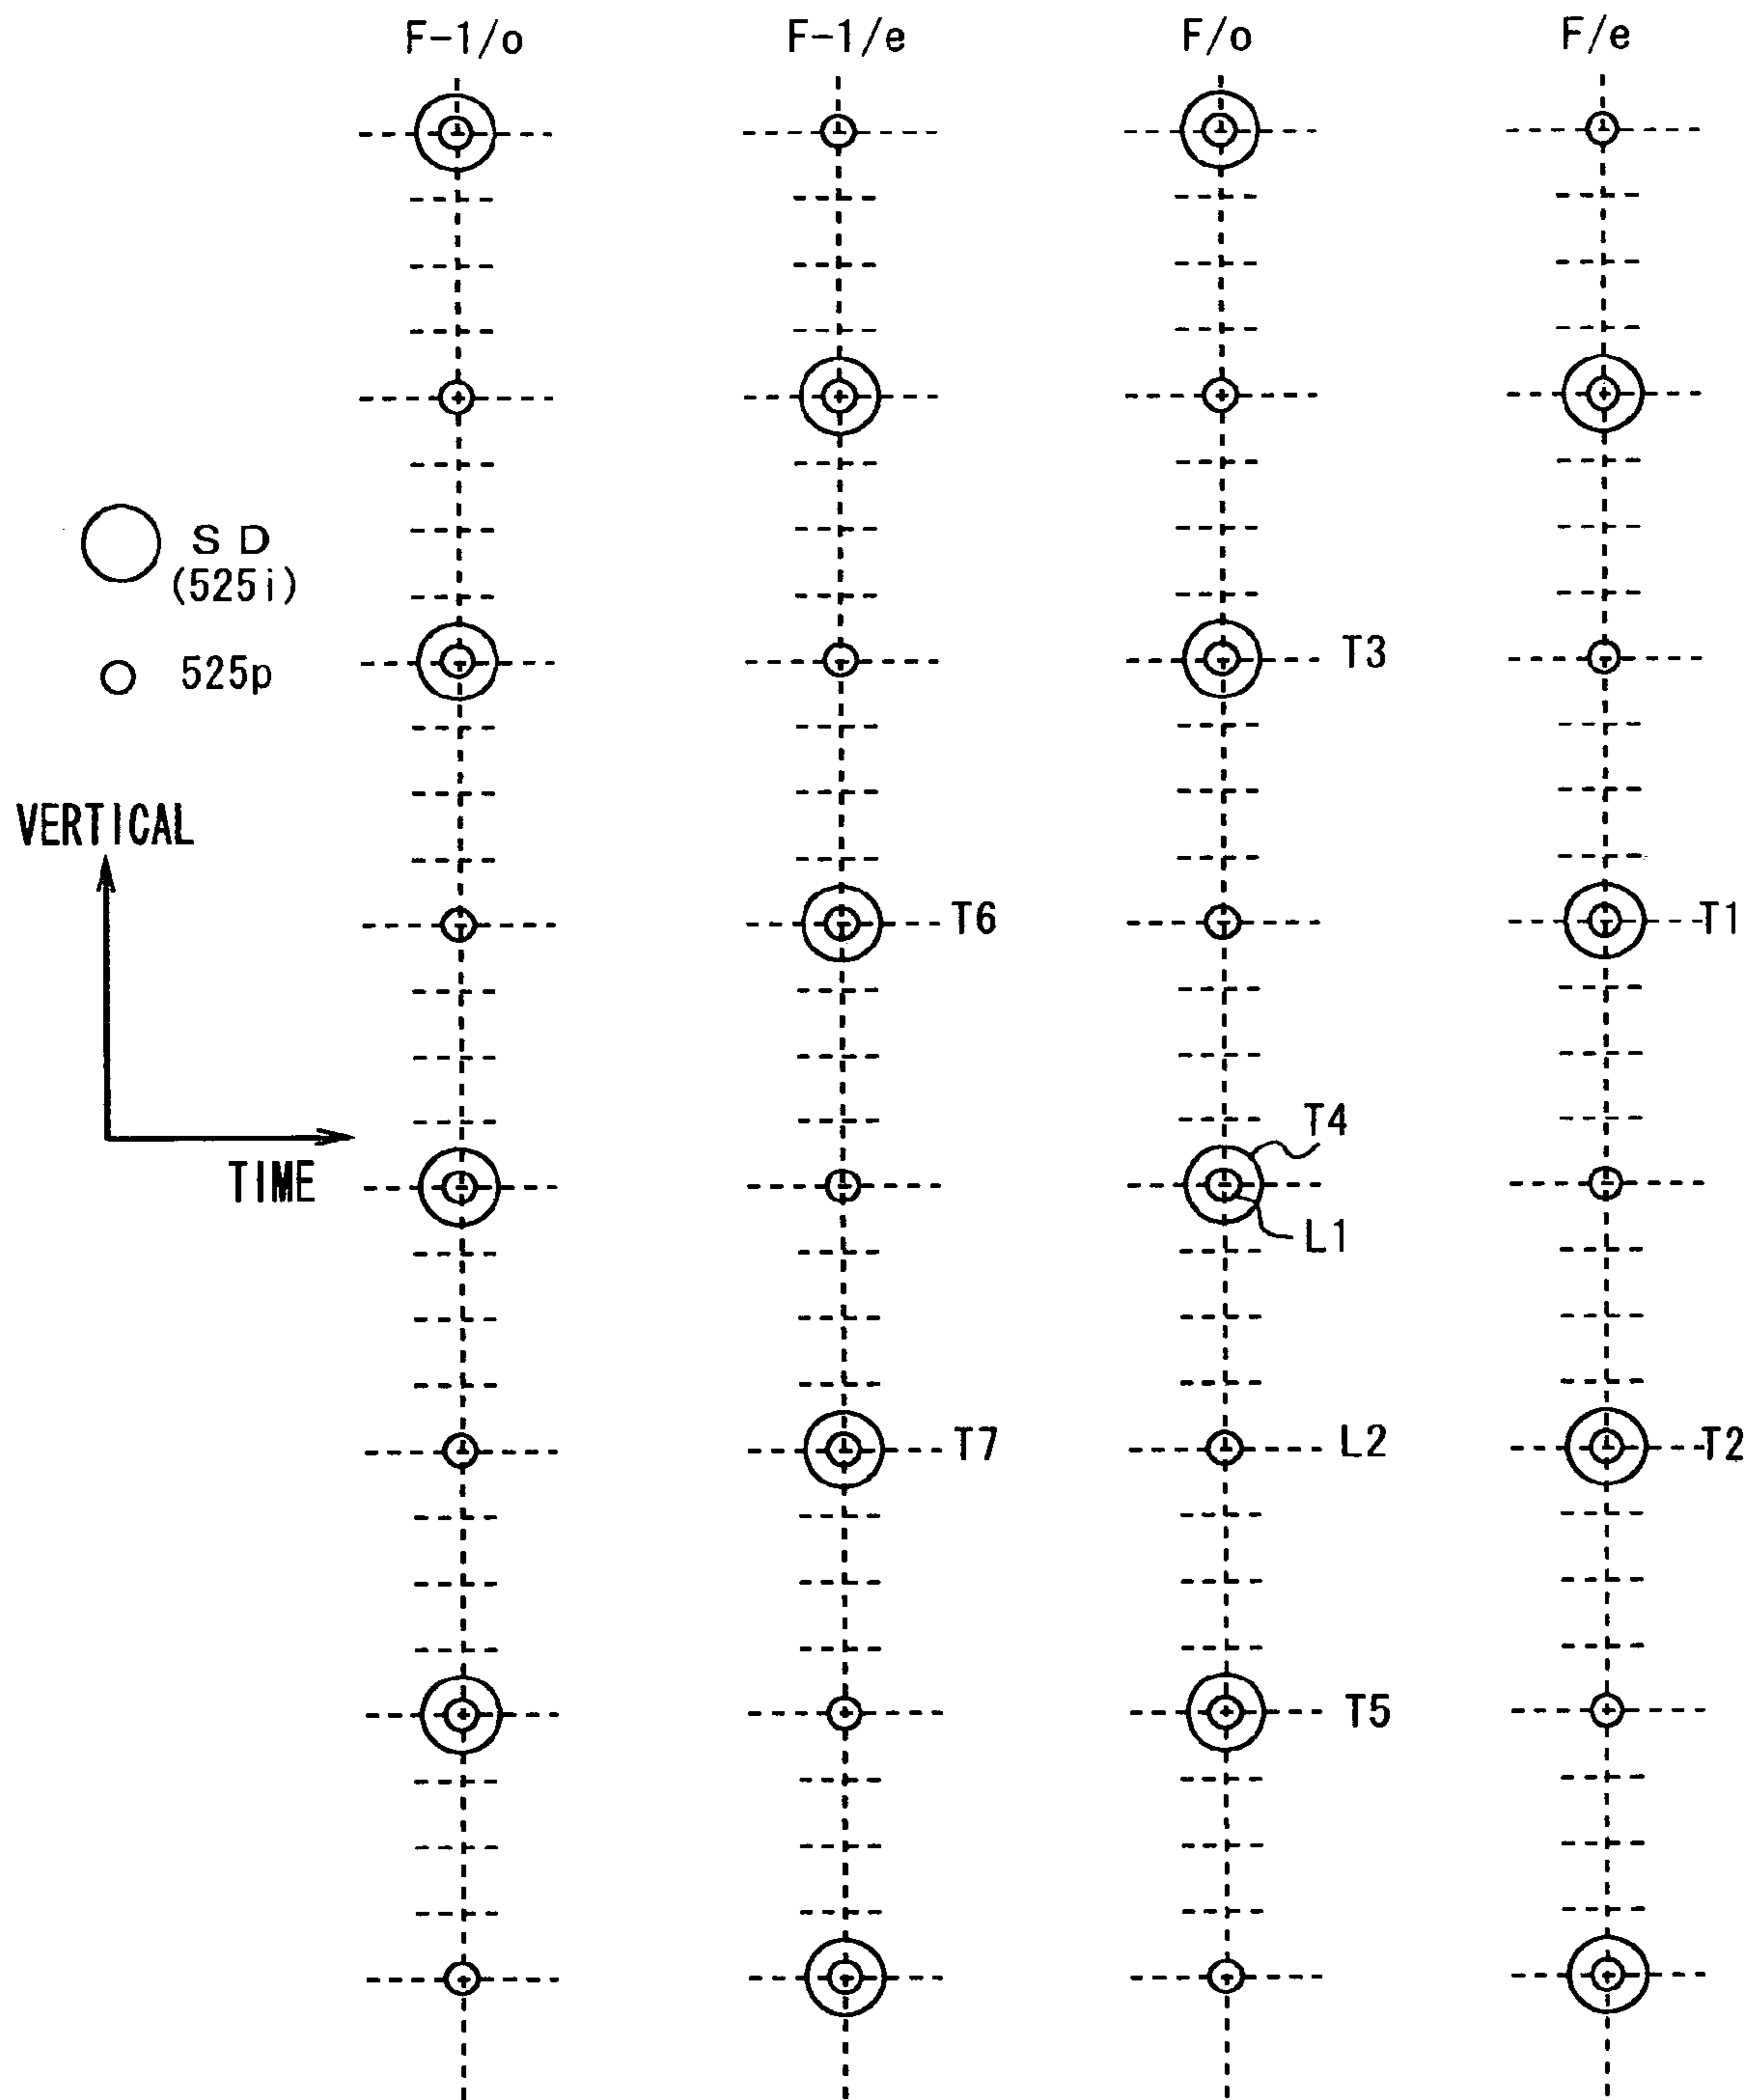 F-1/o F-1/e F/o F/e
SD
(525i)
525p
T3
VERTICAL
T6 T1
T4
TIME
L1
T7 L2 T2
T5